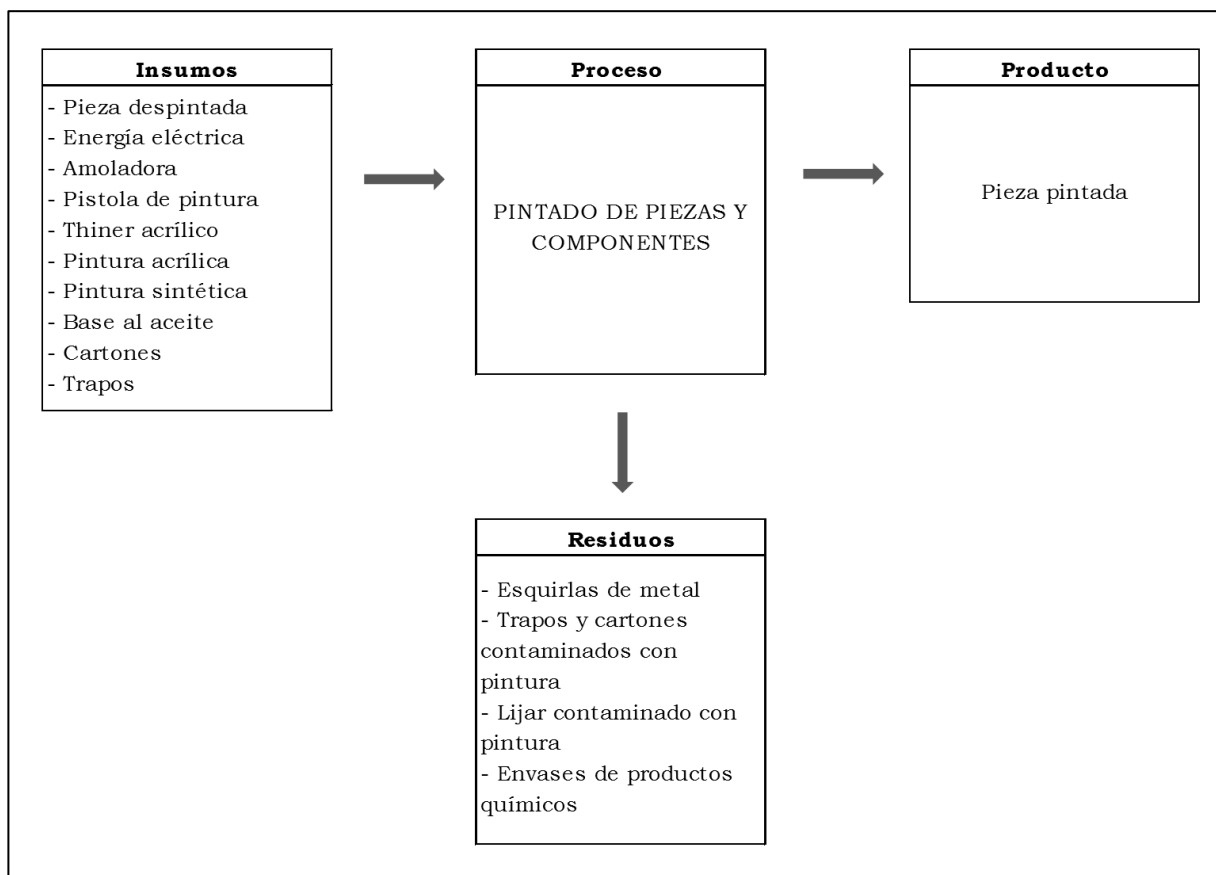 Insumos
- Pieza despintada
- Energía eléctrica
- Amoladora
- Pistola de pintura
- Thiner acrílico
- Pintura acrílica
- Pintura sintética
- Base al aceite
- Cartones
- Trapos
Proceso
PINTADO DE PIEZAS Y
COMPONENTES
Producto
Pieza pintada
Residuos
- Esquirlas de metal
- Trapos y cartones
contaminados con
pintura
- Lijar contaminado con
pintura
- Envases de productos
químicos